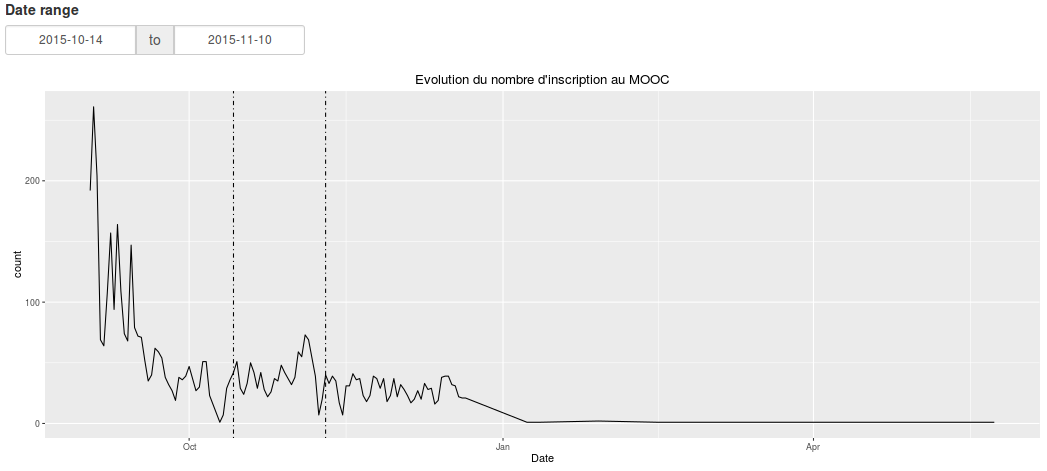 Date range
2015-10-14 to 2015-11-10
Evolution du nombre d'inscription au MOOC
count
200
100
0
Oct Jan Apr
Date